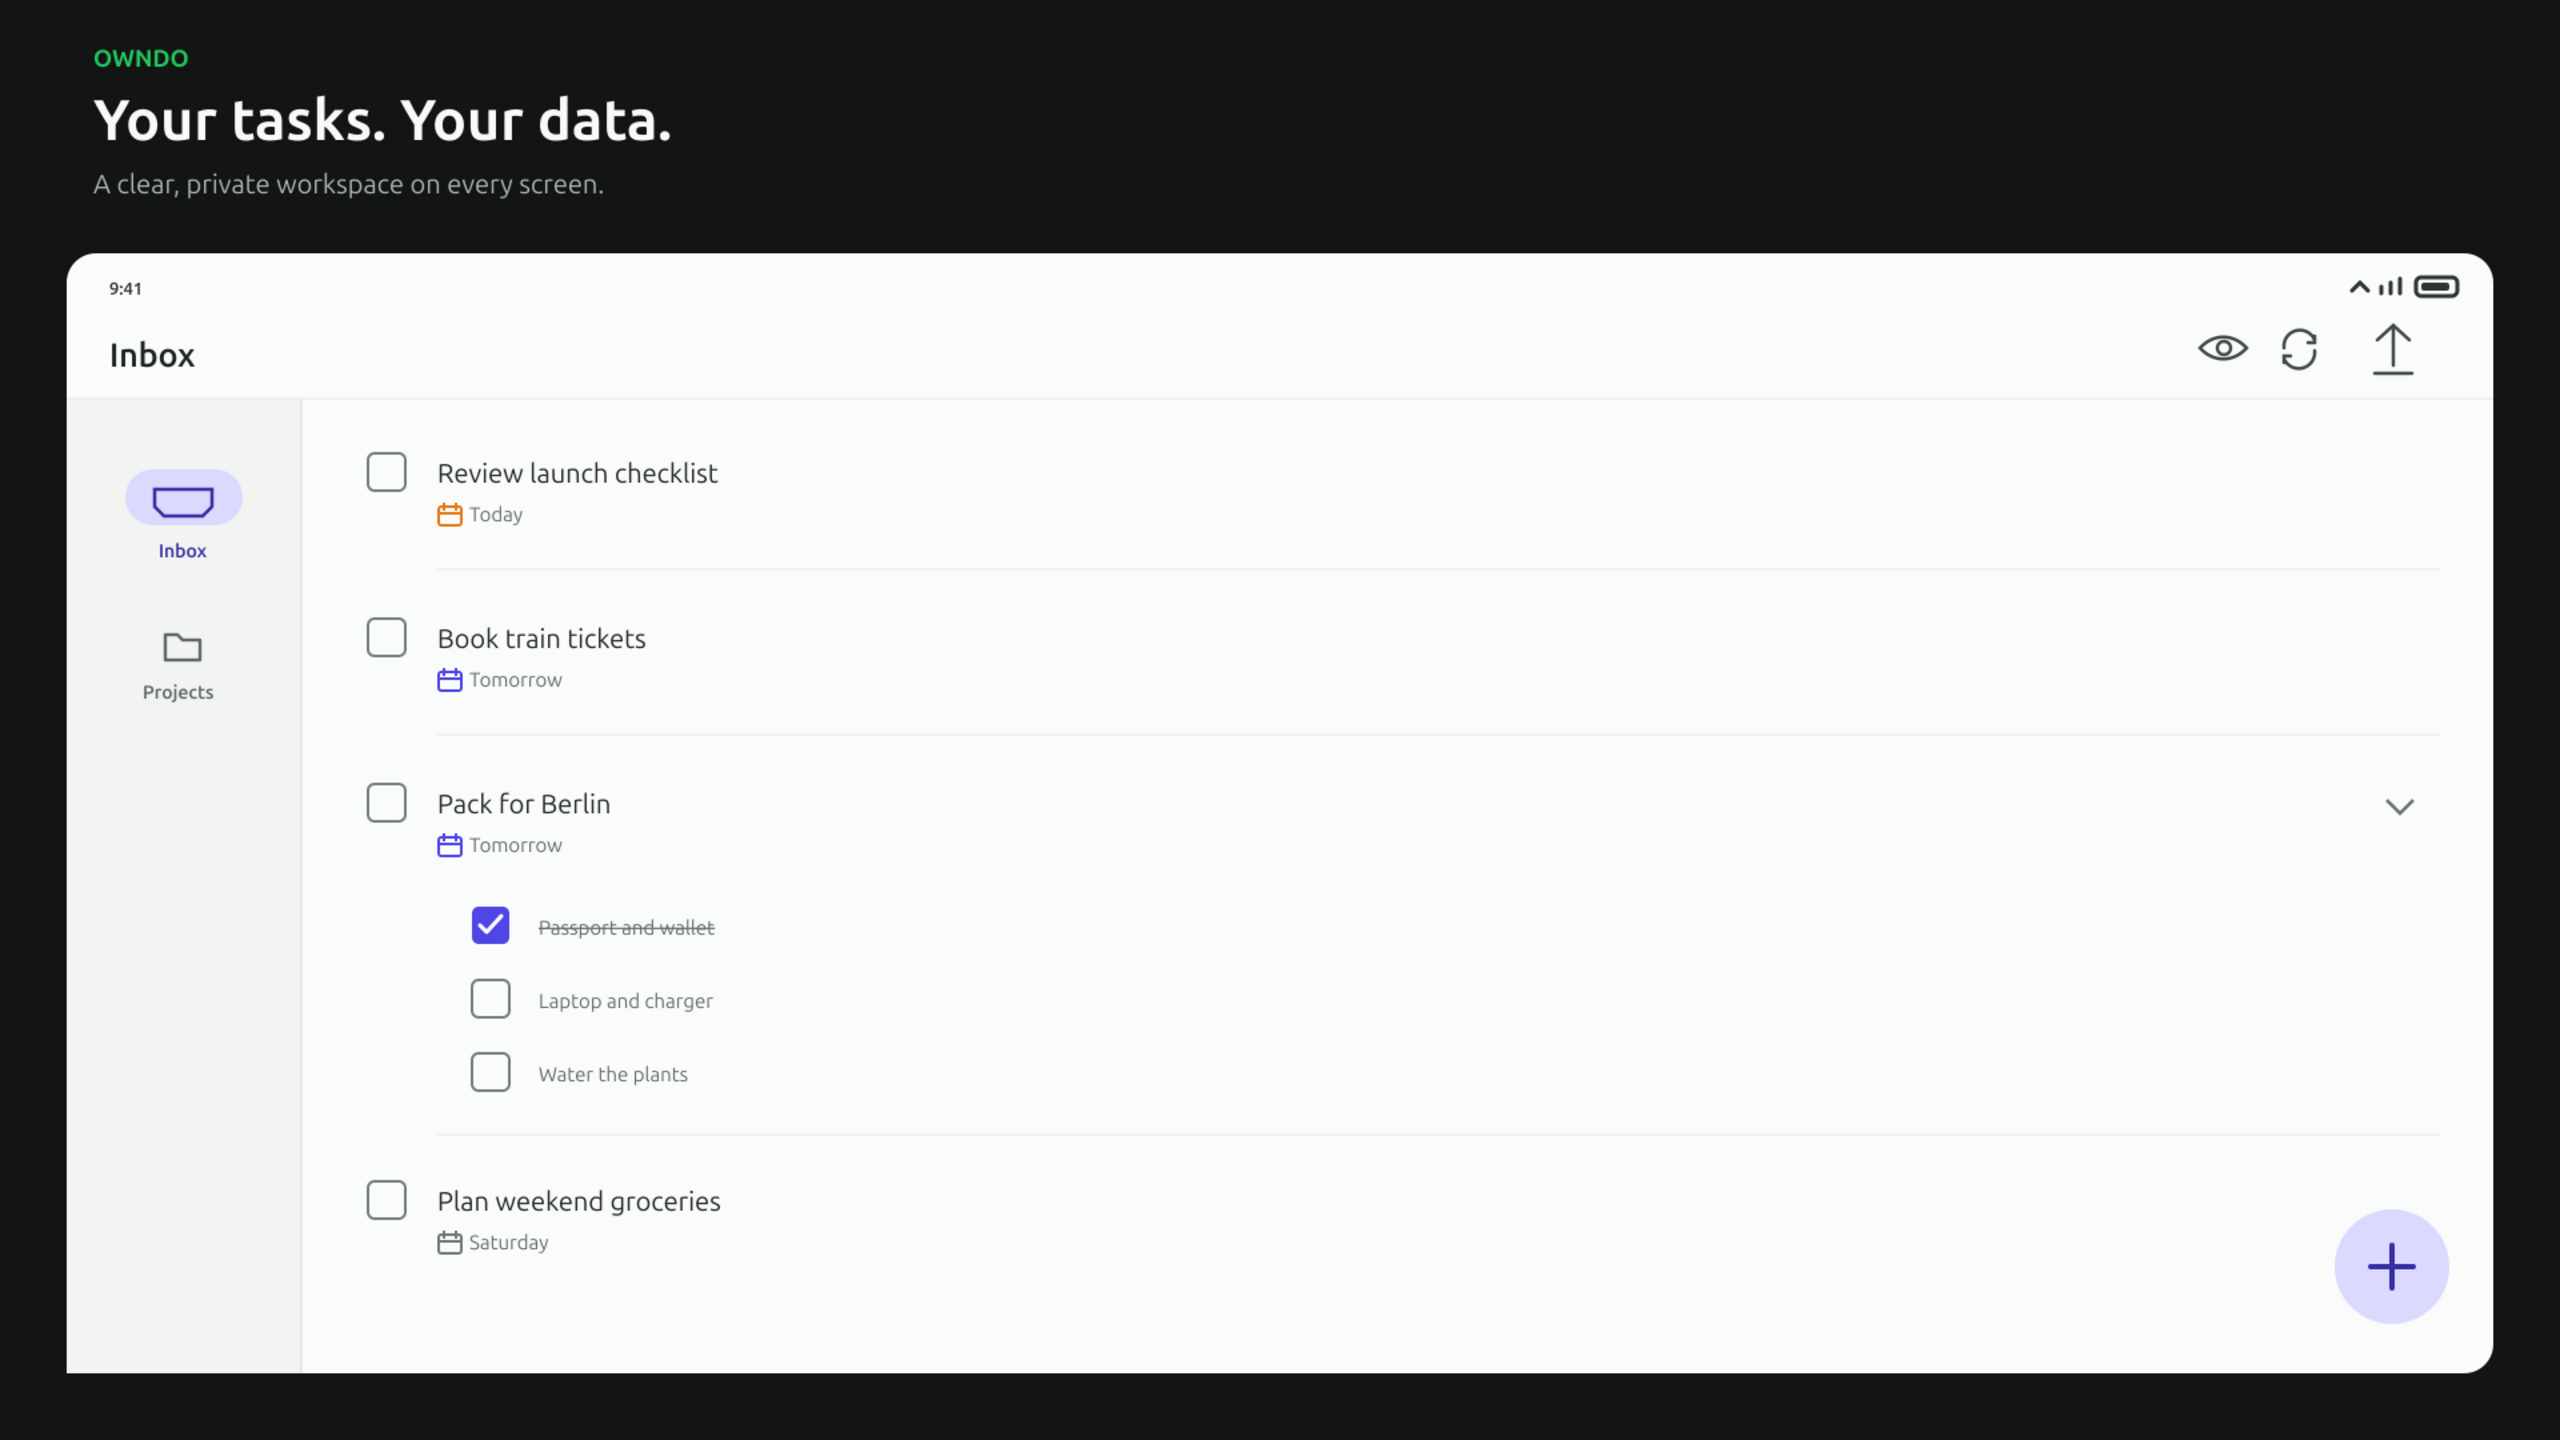 OWNDO
Your tasks. Your data.
A clear, private workspace on every screen.
9:41
Inbox
Inbox
Projects
Review launch checklist
Today
Book train tickets
Tomorrow
Pack for Berlin
Tomorrow
Passport and wallet
Laptop and charger
Water the plants
Plan weekend groceries
Saturday